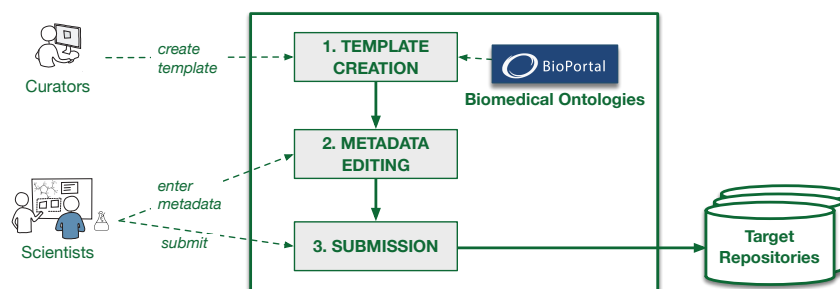 create
template
Curators
1. TEMPLATE
CREATION
BioPortal
Biomedical Ontologies
2. METADATA
EDITING
enter
metadata
Scientists
submit
3. SUBMISSION
Target
Repositories